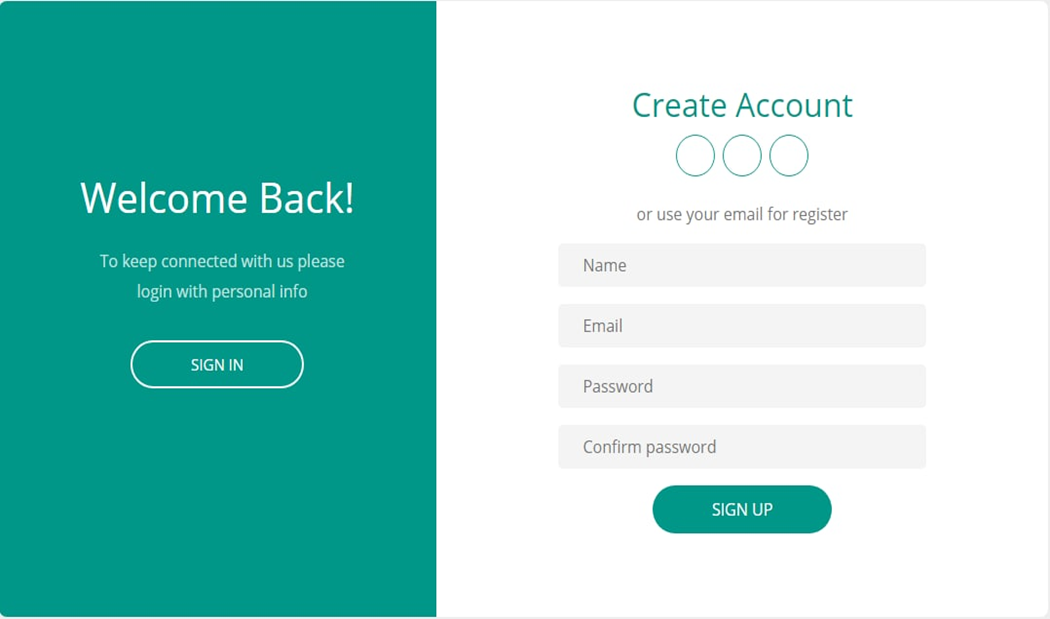 Welcome Back!
To keep connected with us please
login with personal info
SIGN IN
Create Account
or use your email for register
Name
Email
Password
Confirm password
SIGN UP